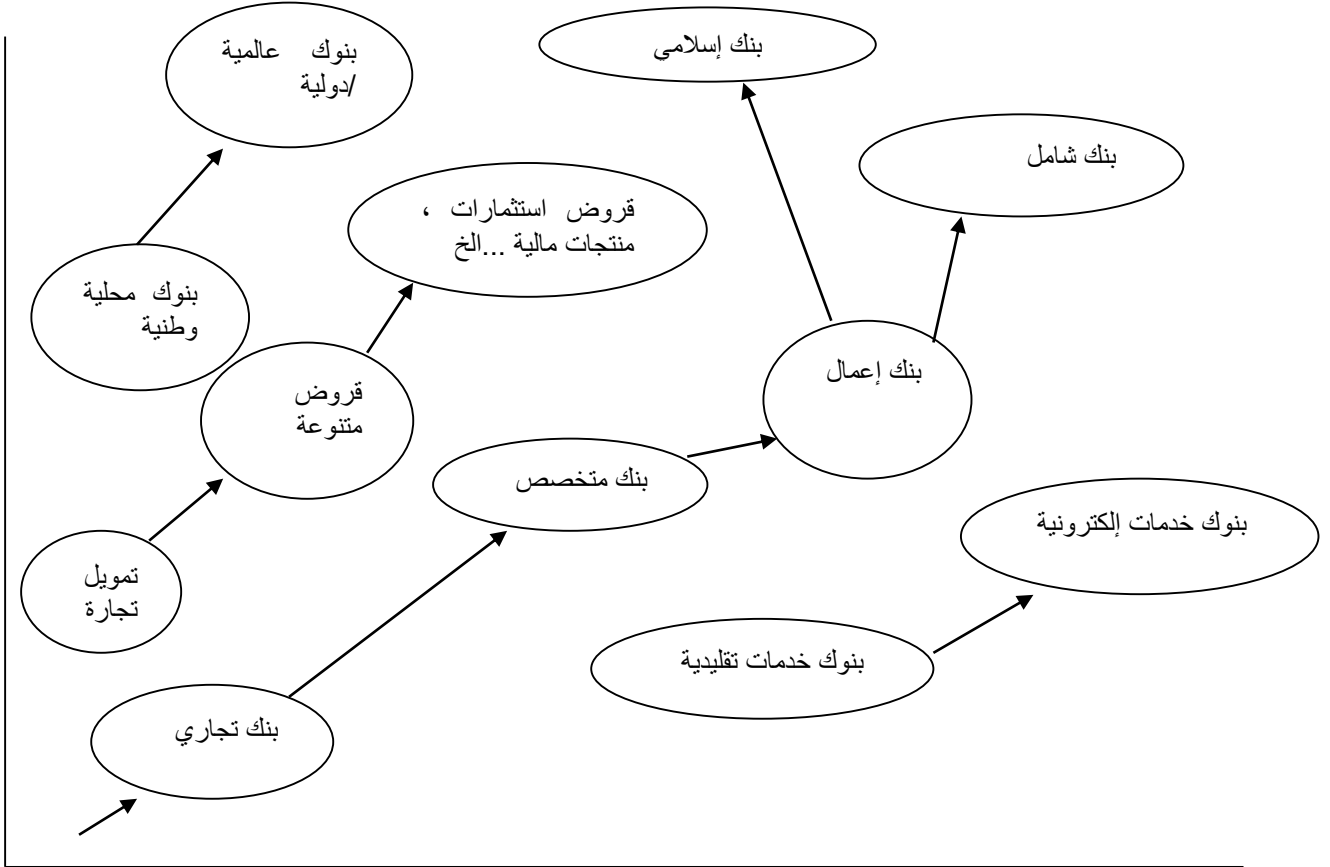 بنوك عالمية
/دولية
بنك إسلامي
بنك شامل
قروض استثمارات ،
منتجات مالية ...الخ
بنوك محلية
وطنية
بنك إعمال
قروض
متنوعة
بنك متخصص
بنوك خدمات إلكترونية
تمويل
تجارة
بنوك خدمات تقليدية
بنك تجاري